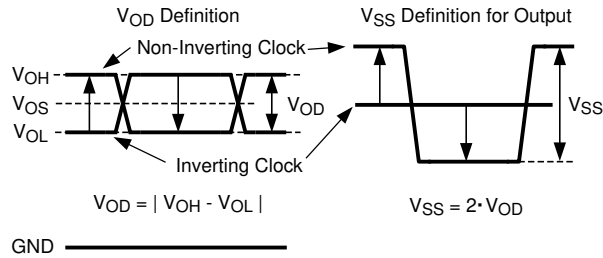 VOD Definition
VSS Definition for Output
Non-Inverting Clock
VOH
VOS
VOD
VSS
VOL
Inverting Clock
VOD = | VOH - VOL |
VSS = 2· VOD
GND